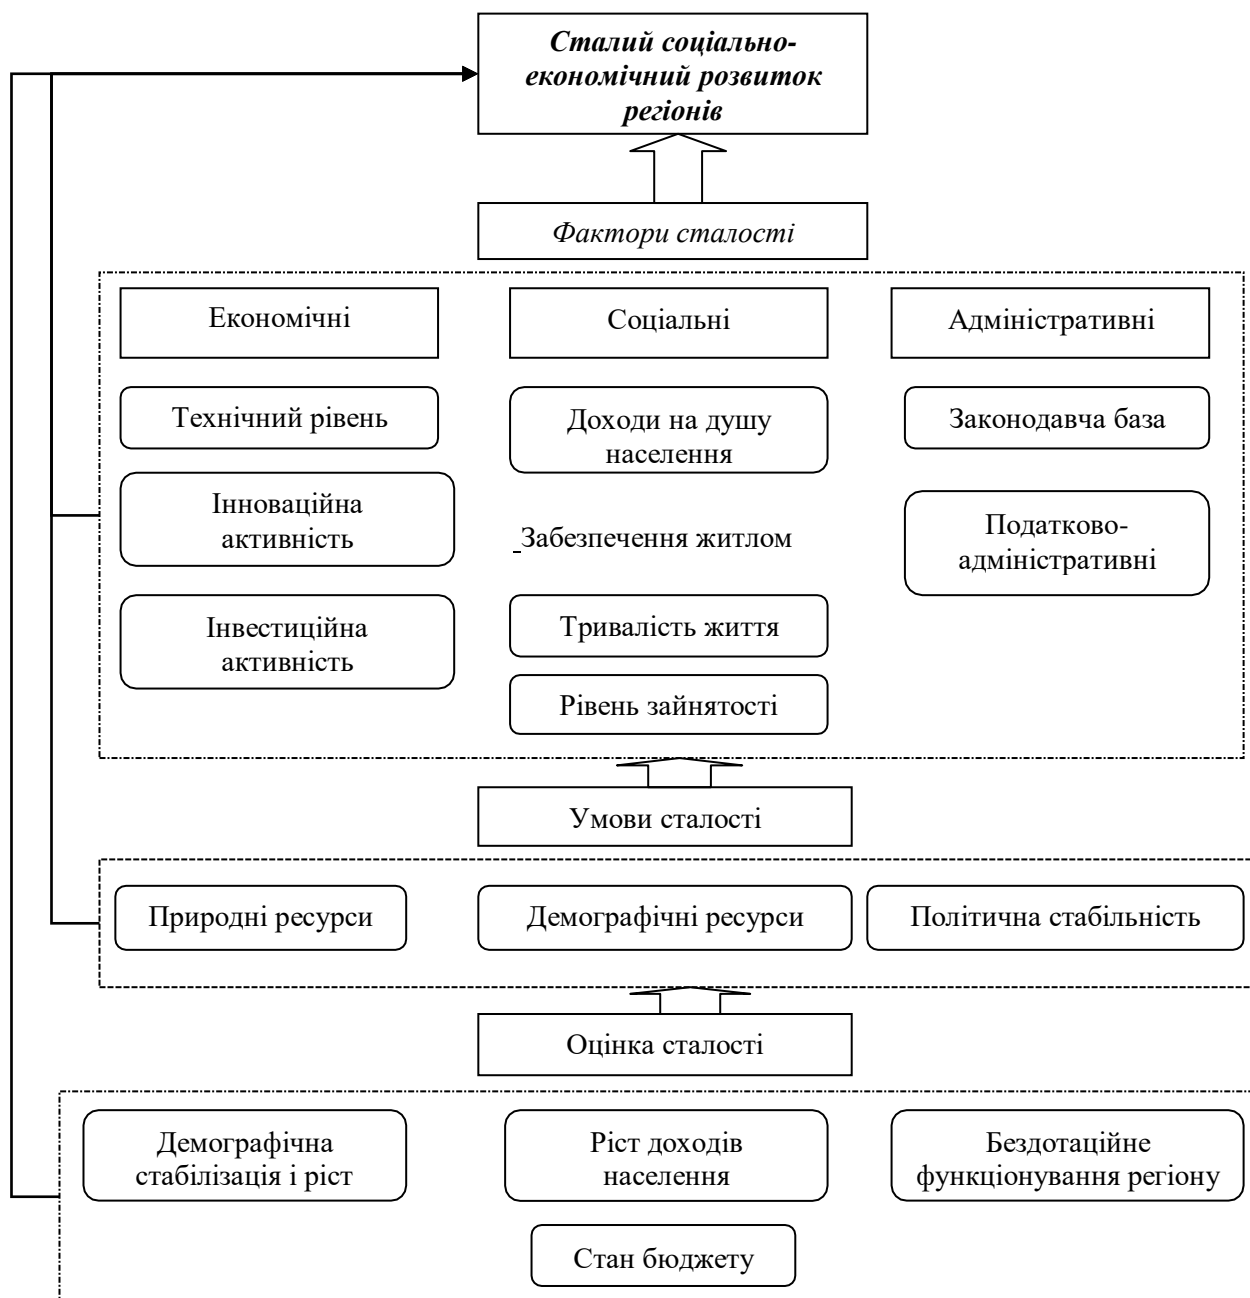 Сталий соціально-
економічний розвиток
регіонів
Фактори сталості
Економічні
Соціальні
Адміністративні
Технічний рівень
Доходи на душу
населення
Законодавча база
Інноваційна
активність
Забезпечення житлом
Податково-
адміністративні
Інвестиційна
активність
Тривалість життя
Рівень зайнятості
Умови сталості
Природні ресурси
Демографічні ресурси
Політична стабільність
Оцінка сталості
Демографічна
стабілізація і ріст
Ріст доходів
населення
Бездотаційне
функціонування регіону
Стан бюджету